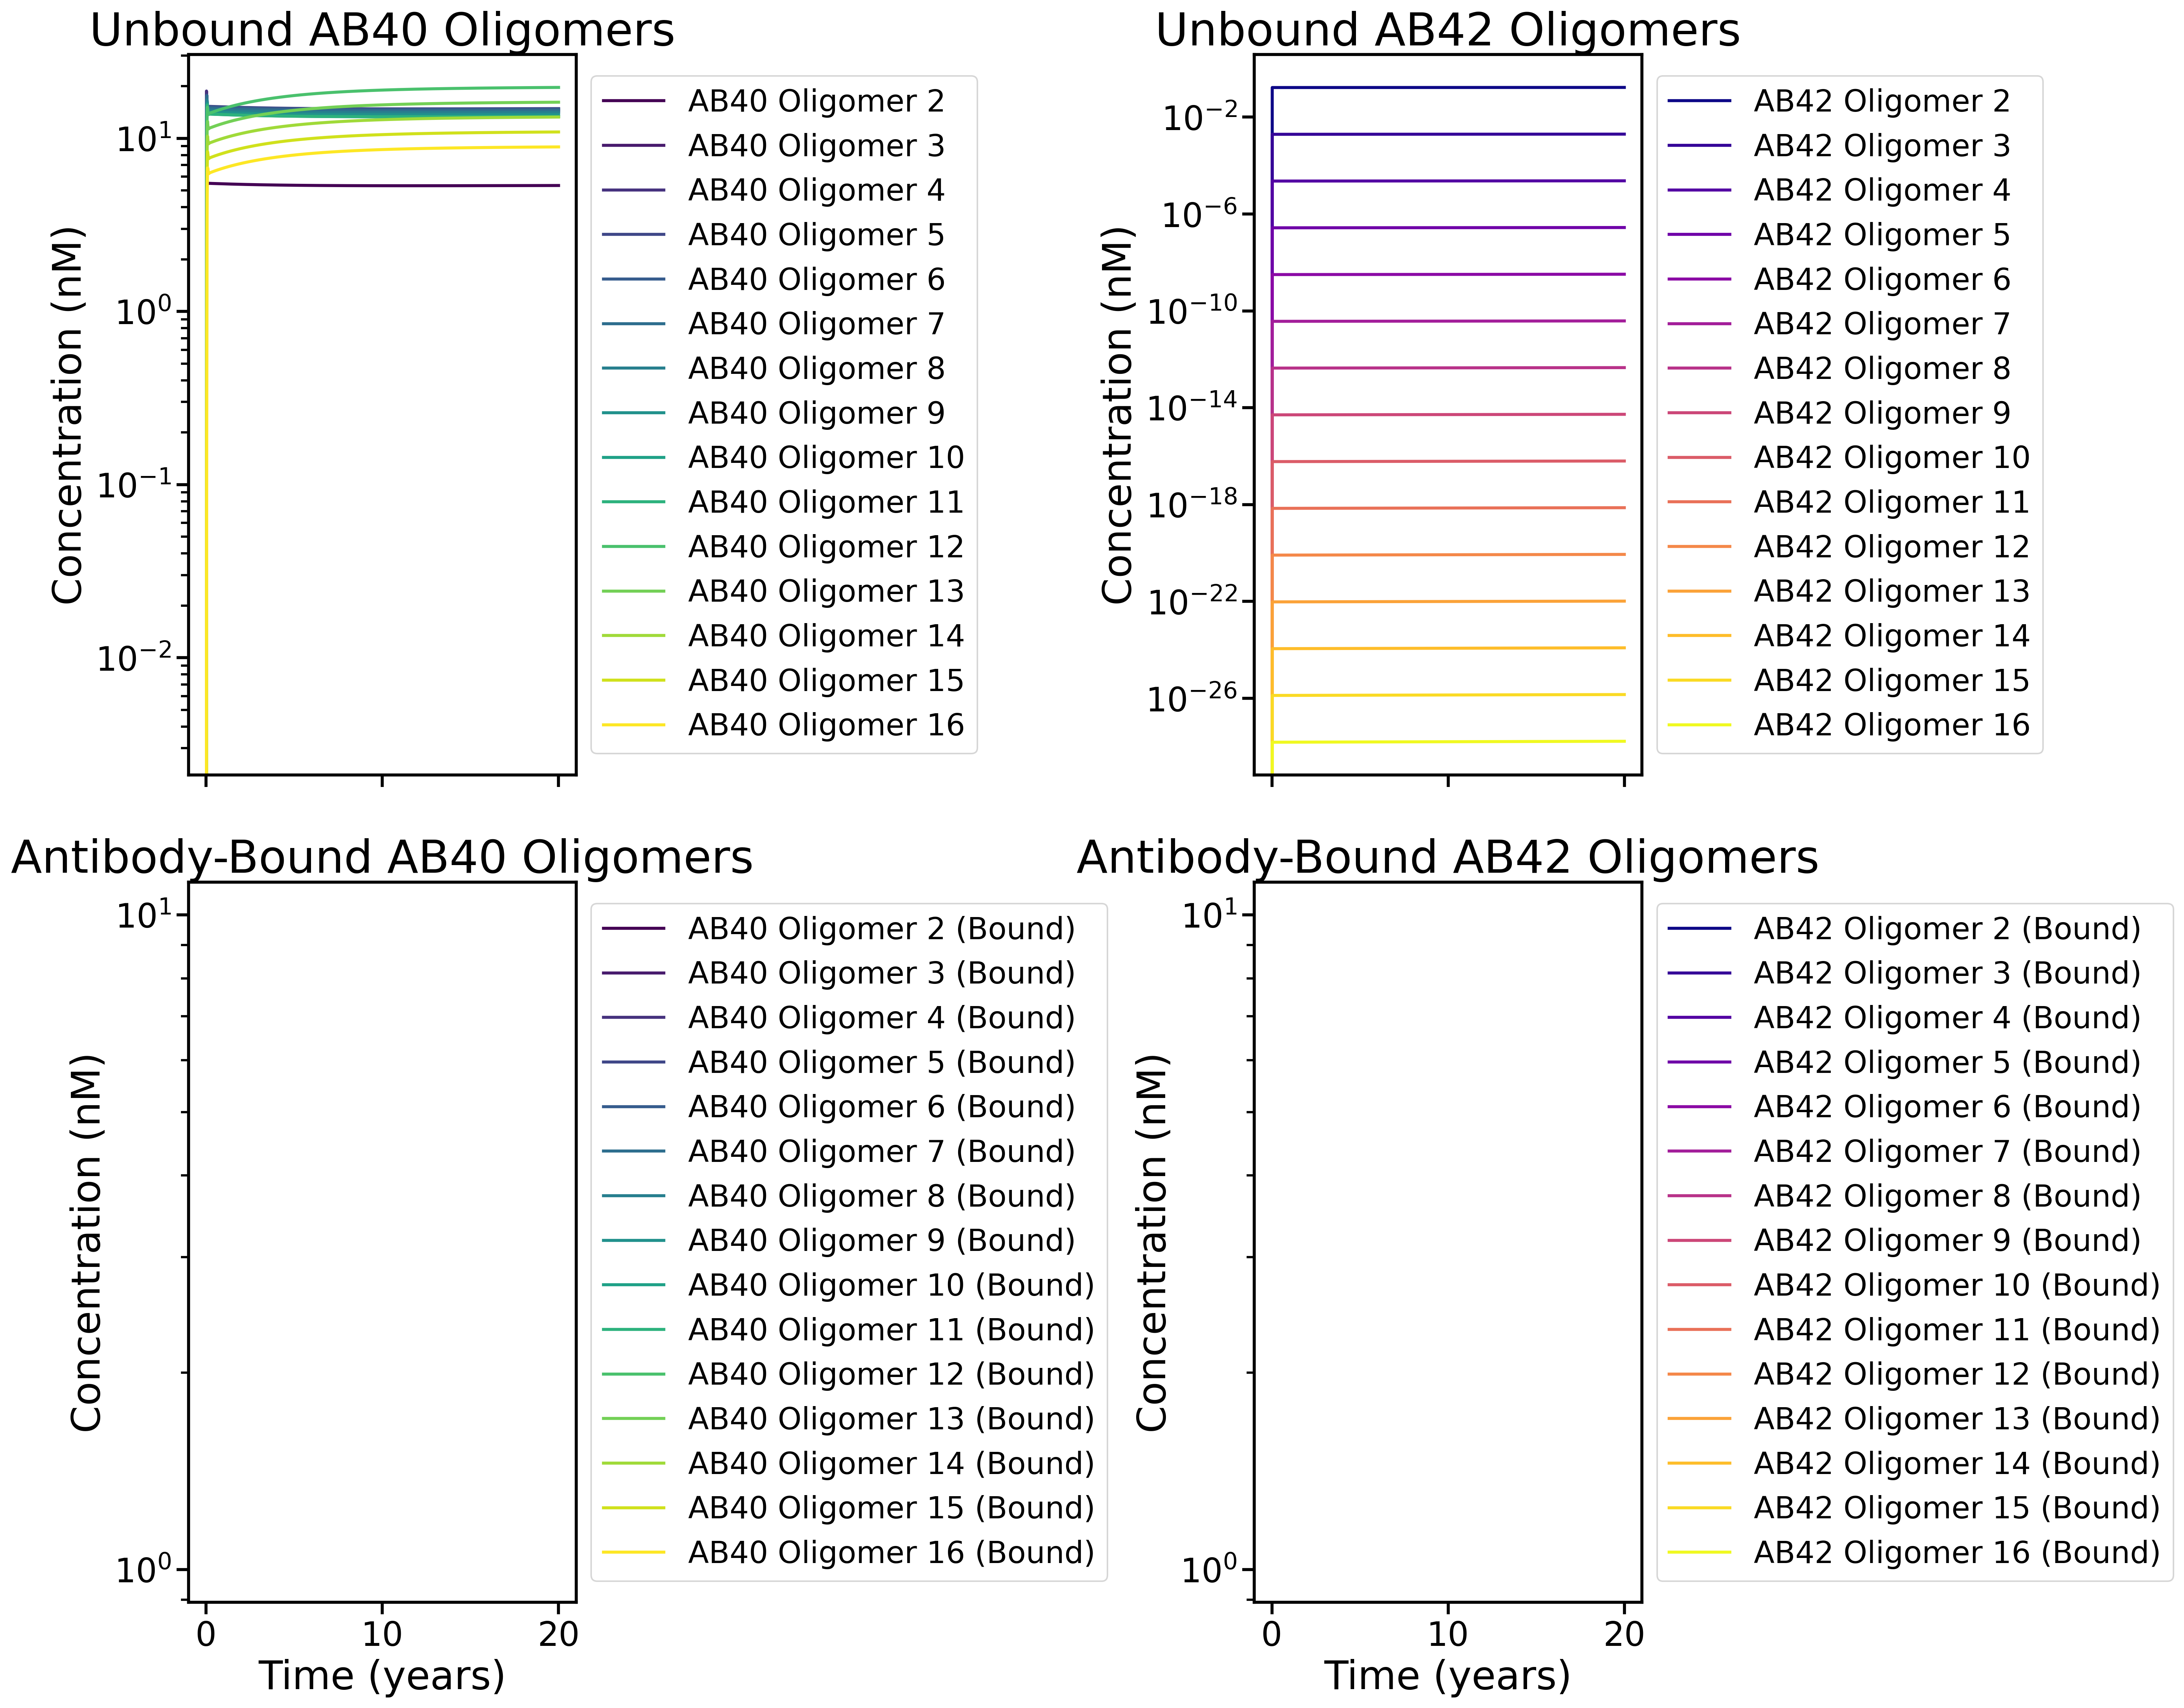 Unbound AB40 Oligomers
Concentration (nM)
10^1
10^0
10^-1
10^-2
AB40 Oligomer 2
AB40 Oligomer 3
AB40 Oligomer 4
AB40 Oligomer 5
AB40 Oligomer 6
AB40 Oligomer 7
AB40 Oligomer 8
AB40 Oligomer 9
AB40 Oligomer 10
AB40 Oligomer 11
AB40 Oligomer 12
AB40 Oligomer 13
AB40 Oligomer 14
AB40 Oligomer 15
AB40 Oligomer 16
Unbound AB42 Oligomers
Concentration (nM)
10^-2
10^-6
10^-10
10^-14
10^-18
10^-22
10^-26
AB42 Oligomer 2
AB42 Oligomer 3
AB42 Oligomer 4
AB42 Oligomer 5
AB42 Oligomer 6
AB42 Oligomer 7
AB42 Oligomer 8
AB42 Oligomer 9
AB42 Oligomer 10
AB42 Oligomer 11
AB42 Oligomer 12
AB42 Oligomer 13
AB42 Oligomer 14
AB42 Oligomer 15
AB42 Oligomer 16
Antibody-Bound AB40 Oligomers
Concentration (nM)
10^1
10^0
0 10 20
Time (years)
AB40 Oligomer 2 (Bound)
AB40 Oligomer 3 (Bound)
AB40 Oligomer 4 (Bound)
AB40 Oligomer 5 (Bound)
AB40 Oligomer 6 (Bound)
AB40 Oligomer 7 (Bound)
AB40 Oligomer 8 (Bound)
AB40 Oligomer 9 (Bound)
AB40 Oligomer 10 (Bound)
AB40 Oligomer 11 (Bound)
AB40 Oligomer 12 (Bound)
AB40 Oligomer 13 (Bound)
AB40 Oligomer 14 (Bound)
AB40 Oligomer 15 (Bound)
AB40 Oligomer 16 (Bound)
Antibody-Bound AB42 Oligomers
Concentration (nM)
10^1
10^0
0 10 20
Time (years)
AB42 Oligomer 2 (Bound)
AB42 Oligomer 3 (Bound)
AB42 Oligomer 4 (Bound)
AB42 Oligomer 5 (Bound)
AB42 Oligomer 6 (Bound)
AB42 Oligomer 7 (Bound)
AB42 Oligomer 8 (Bound)
AB42 Oligomer 9 (Bound)
AB42 Oligomer 10 (Bound)
AB42 Oligomer 11 (Bound)
AB42 Oligomer 12 (Bound)
AB42 Oligomer 13 (Bound)
AB42 Oligomer 14 (Bound)
AB42 Oligomer 15 (Bound)
AB42 Oligomer 16 (Bound)